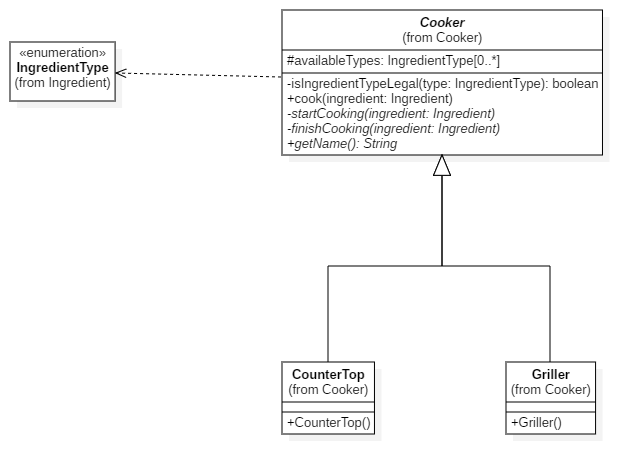 «enumeration»
IngredientType
(from Ingredient)
Cooker
(from Cooker)
#availableTypes: IngredientType[0..*]
-isIngredientTypeLegal(type: IngredientType): boolean
+cook(ingredient: Ingredient)
-startCooking(ingredient: Ingredient)
-finishCooking(ingredient: Ingredient)
+getName(): String
CounterTop
(from Cooker)
+CounterTop()
Griller
(from Cooker)
+Griller()